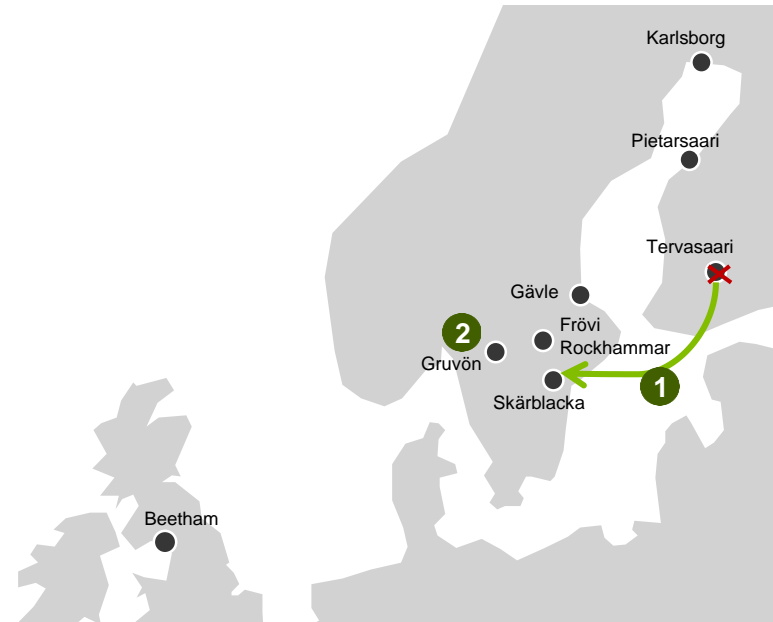 Karlsborg
Pietarsaari
Tervasaari
Gävle
Frövi
Rockhammar
2
Gruvön
1
Skärblacka
Beetham